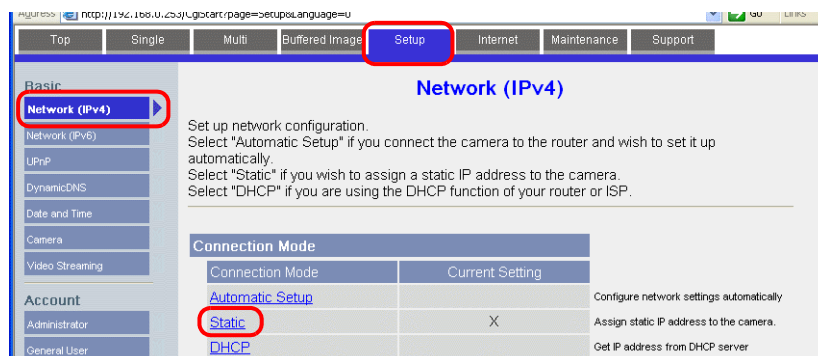 Address http://192.168.0.253/CgiStart?page=Setup&Language=0 Go Links
Top Single Multi Buffered Image Setup Internet Maintenance Support
Basic
Network (IPv4)
Network (IPv6)
UPnP
DynamicDNS
Date and Time
Camera
Video Streaming
Account
Administrator
General User
Network (IPv4)
Set up network configuration.
Select "Automatic Setup" if you connect the camera to the router and wish to set it up
automatically.
Select "Static" if you wish to assign a static IP address to the camera.
Select "DHCP" if you are using the DHCP function of your router or ISP.
Connection Mode
Connection Mode Current Setting
Automatic Setup Configure network settings automatically
Static X Assign static IP address to the camera.
DHCP Get IP address from DHCP server